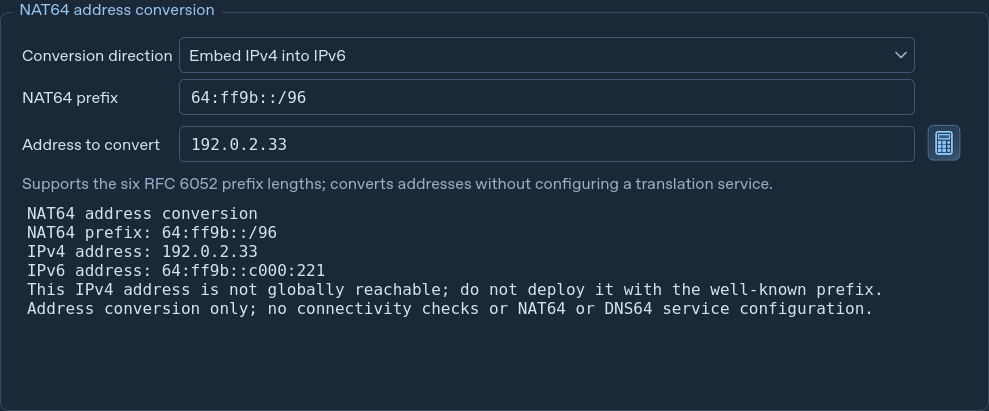 NAT64 address conversion
Conversion direction Embed IPv4 into IPv6
NAT64 prefix 64:ff9b::/96
Address to convert 192.0.2.33
Supports the six RFC 6052 prefix lengths; converts addresses without configuring a translation service.
NAT64 address conversion
NAT64 prefix: 64:ff9b::/96
IPv4 address: 192.0.2.33
IPv6 address: 64:ff9b::c000:221
This IPv4 address is not globally reachable; do not deploy it with the well-known prefix.
Address conversion only; no connectivity checks or NAT64 or DNS64 service configuration.